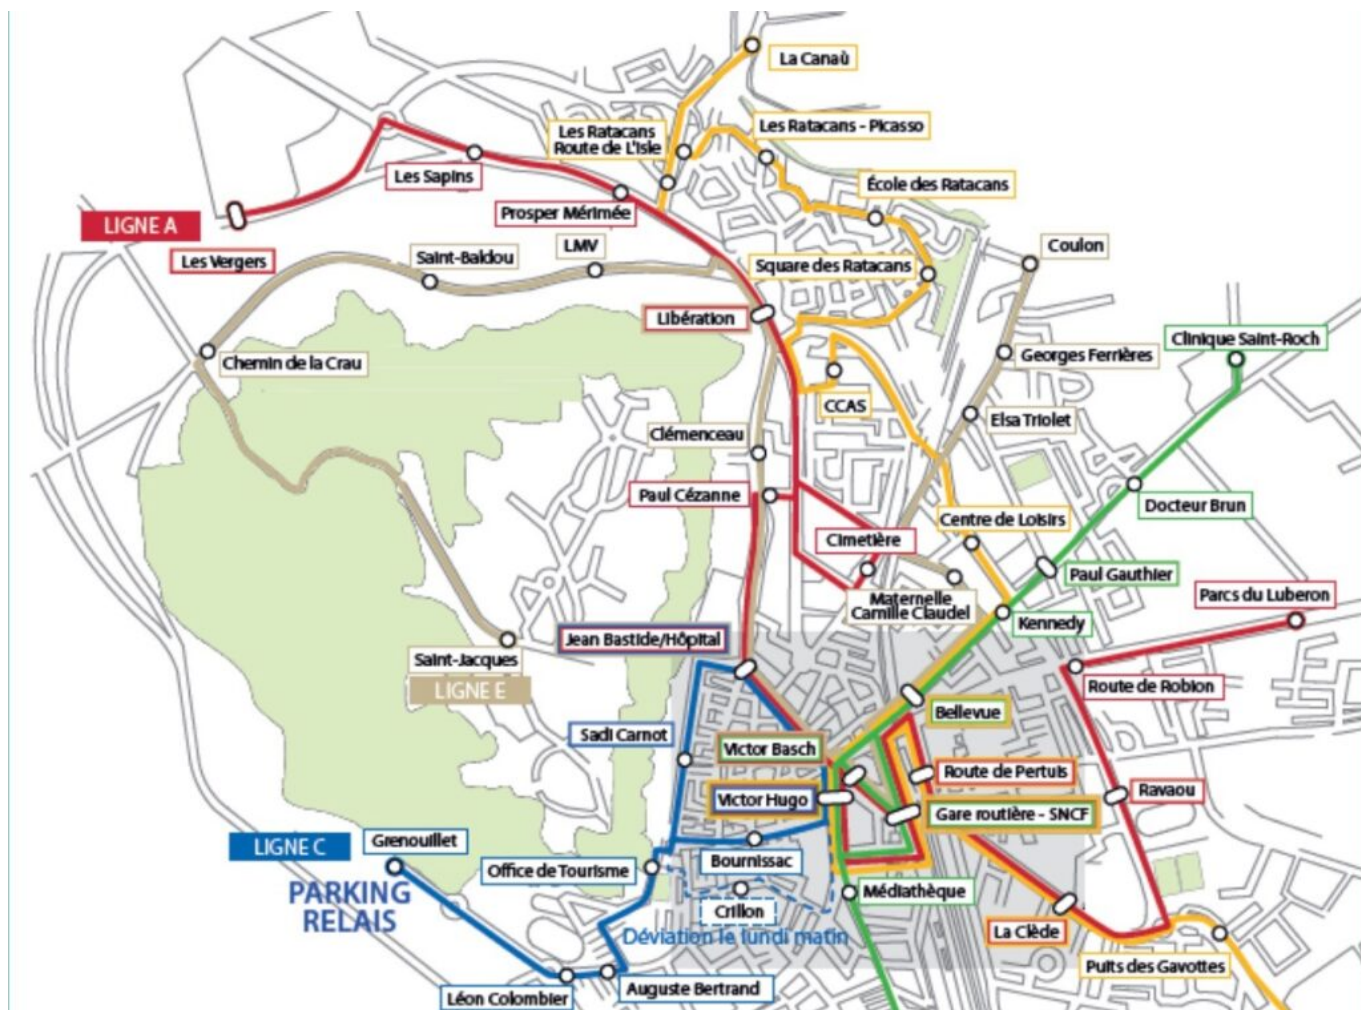 La Canaù
Les Ratacans
Route de L'Isle
Les Ratacans - Picasso
Les Sapins
École des Ratacans
Prosper Mérimée
LIGNE A
Les Vergers
Saint-Baldou
LMV
Square des Ratacans
Coulon
Libération
Chemin de la Crau
Georges Ferrières
Clinique Saint-Roch
CCAS
Elsa Triolet
Clémenceau
Paul Cézanne
Docteur Brun
Centre de Loisirs
Cimetière
Paul Gauthier
Maternelle
Camille Claudel
Parcs du Luberon
Kennedy
Jean Bastide/Hôpital
Saint-Jacques
LIGNE E
Route de Robion
Bellevue
Sadi Carnot
Victor Basch
Route de Pertuis
Victor Hugo
Ravaou
Gare routière - SNCF
LIGNE C
Grenouillet
PARKING
RELAIS
Office de Tourisme
Bournissac
Médiathèque
Crillon
Déviation le lundi matin
La Clède
Puits des Gavottes
Léon Colombier
Auguste Bertrand